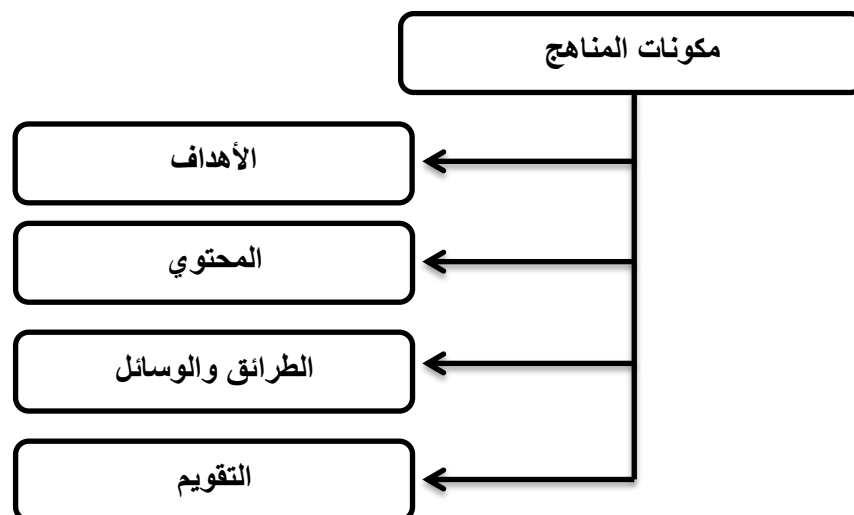 مكونات المناهج
الأهداف
المحتوي
الطرائق والوسائل
التقويم